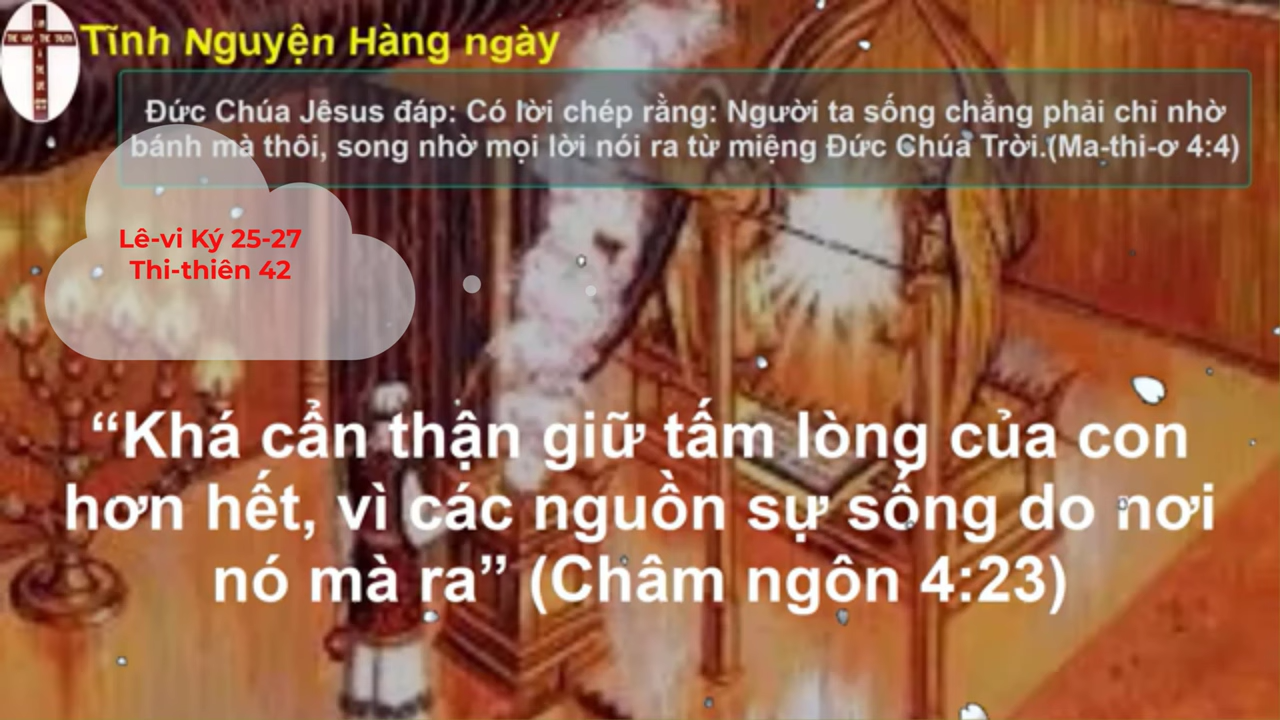 Tĩnh Nguyện Hàng ngày
Đức Chúa Jêsus đáp: Có lời chép rằng: Người ta sống chẳng phải chỉ nhờ
bánh mà thôi, song nhờ mọi lời nói ra từ miệng Đức Chúa Trời.(Ma-thi-ơ 4:4)
Lê-vi Ký 25-27
Thi-thiên 42
“Khá cẩn thận giữ tấm lòng của con
hơn hết, vì các nguồn sự sống do nơi
nó mà ra” (Châm ngôn 4:23)